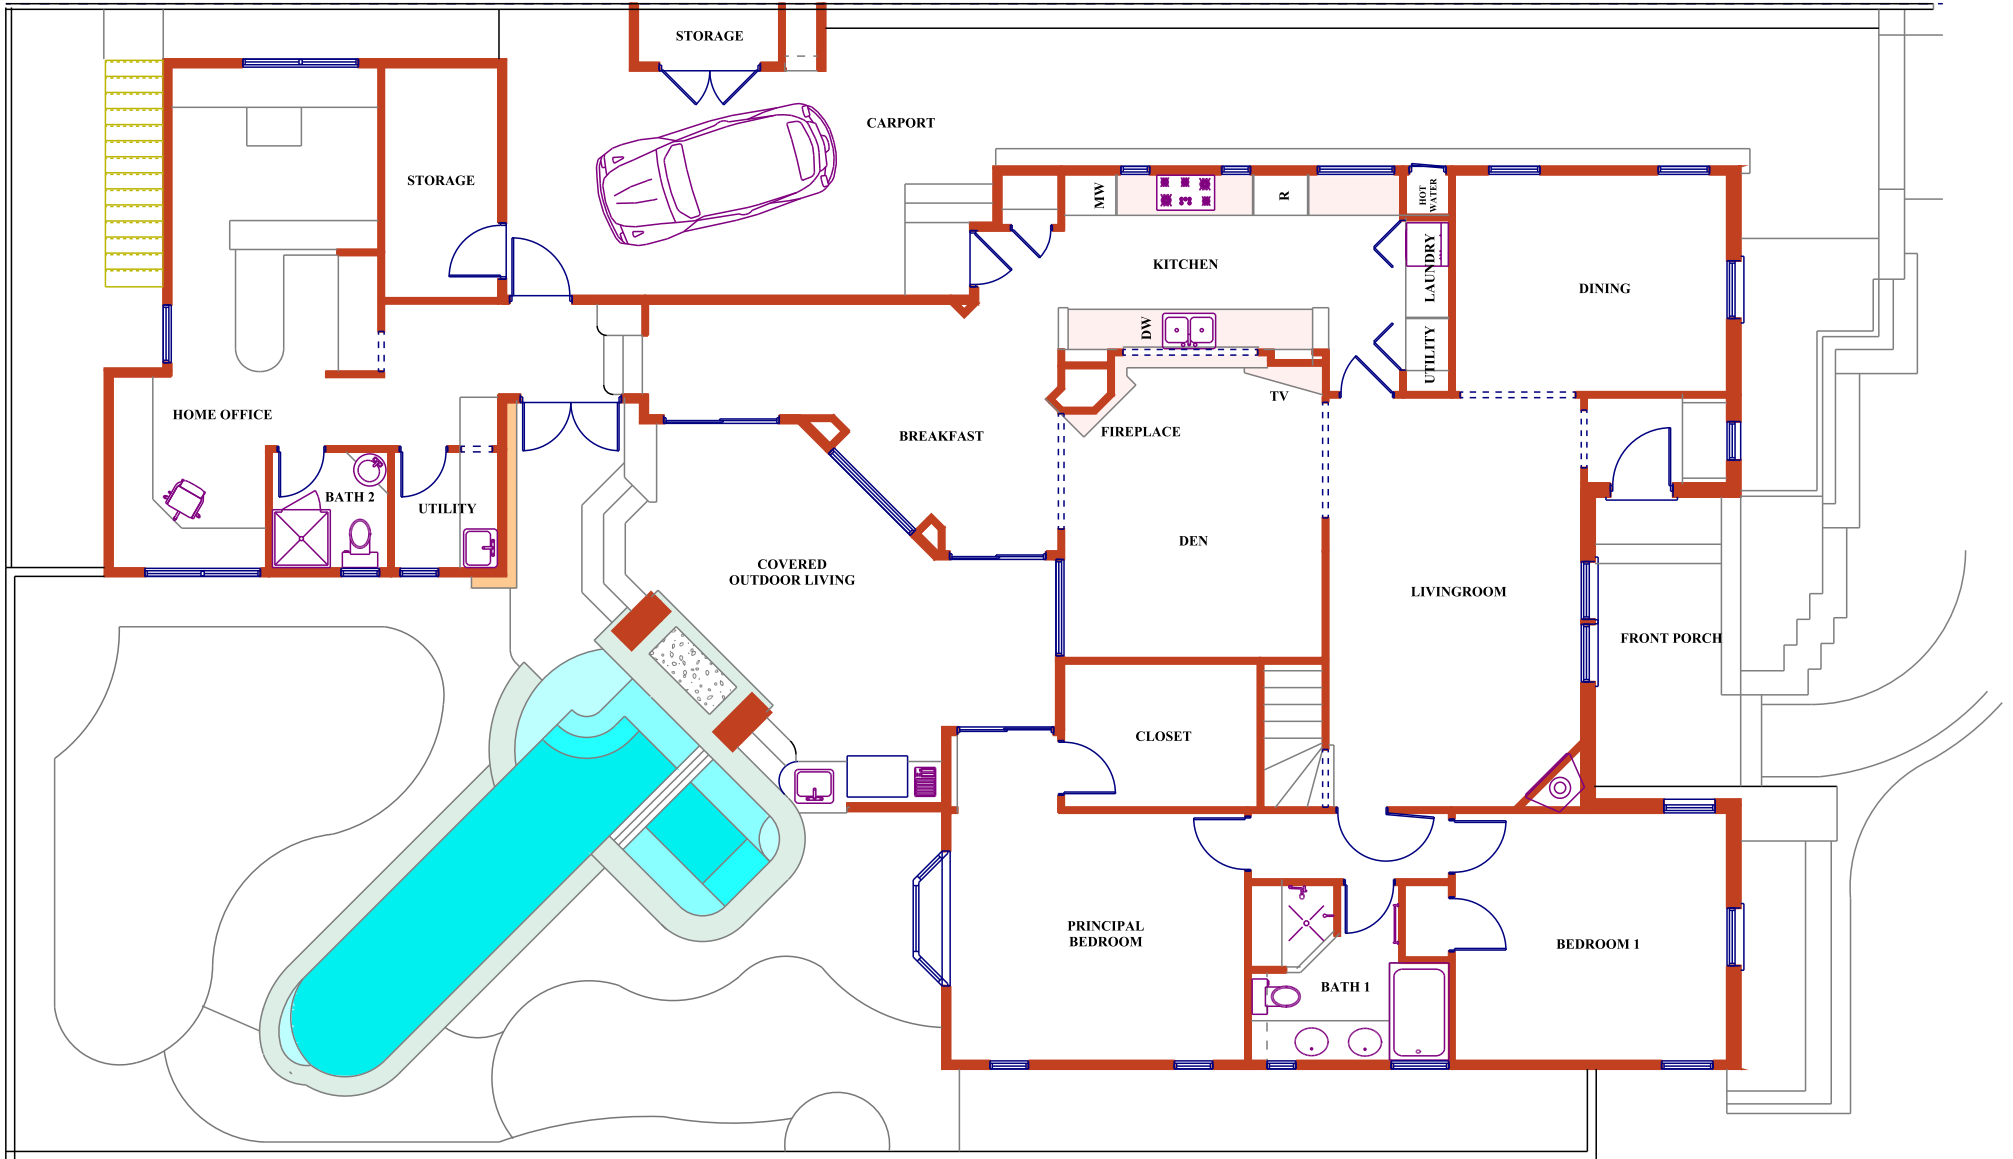 STORAGE
CARPORT
STORAGE
MW
R
HOT
WATER
KITCHEN
LAUNDRY
DINING
DW
UTILITY
TV
HOME OFFICE
BREAKFAST
FIREPLACE
BATH 2
UTILITY
DEN
COVERED
OUTDOOR LIVING
LIVINGROOM
FRONT PORCH
CLOSET
PRINCIPAL
BEDROOM
BEDROOM 1
BATH 1